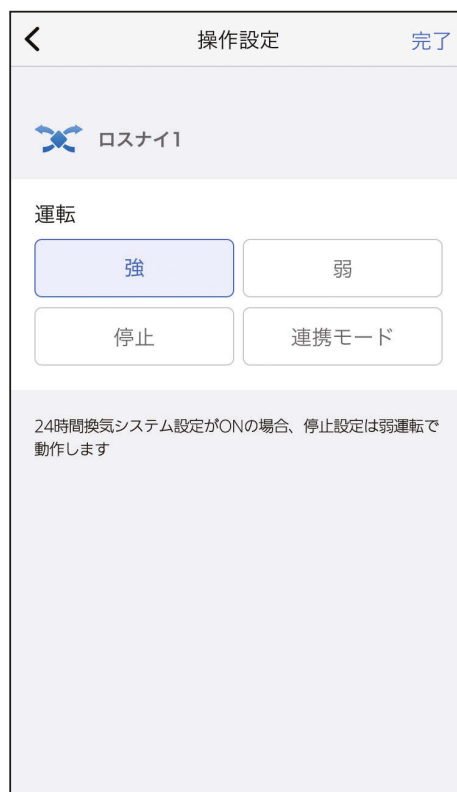 操作設定 完了
ロスナイ1
運転
強 弱
停止 連携モード
24時間換気システム設定がONの場合、停止設定は弱運転で
動作します